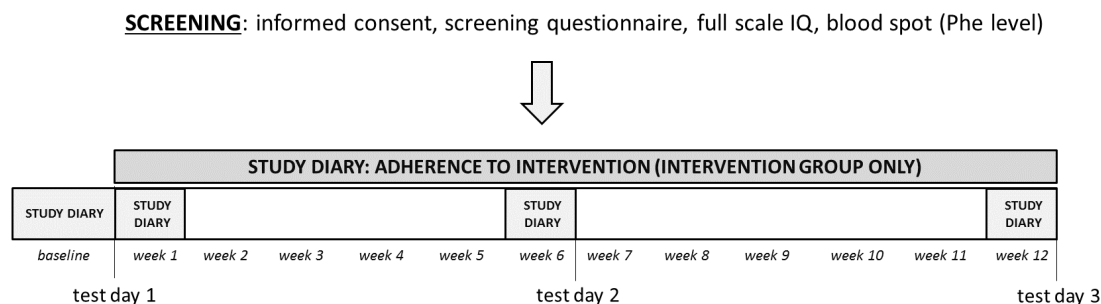 SCREENING: informed consent, screening questionnaire, full scale IQ, blood spot (Phe level)
STUDY DIARY: ADHERENCE TO INTERVENTION (INTERVENTION GROUP ONLY)
STUDY DIARY
STUDY
DIARY
STUDY
DIARY
STUDY
DIARY
baseline
week 1
week 2
week 3
week 4
week 5
week 6
week 7
week 8
week 9
week 10
week 11
week 12
test day 1
test day 2
test day 3